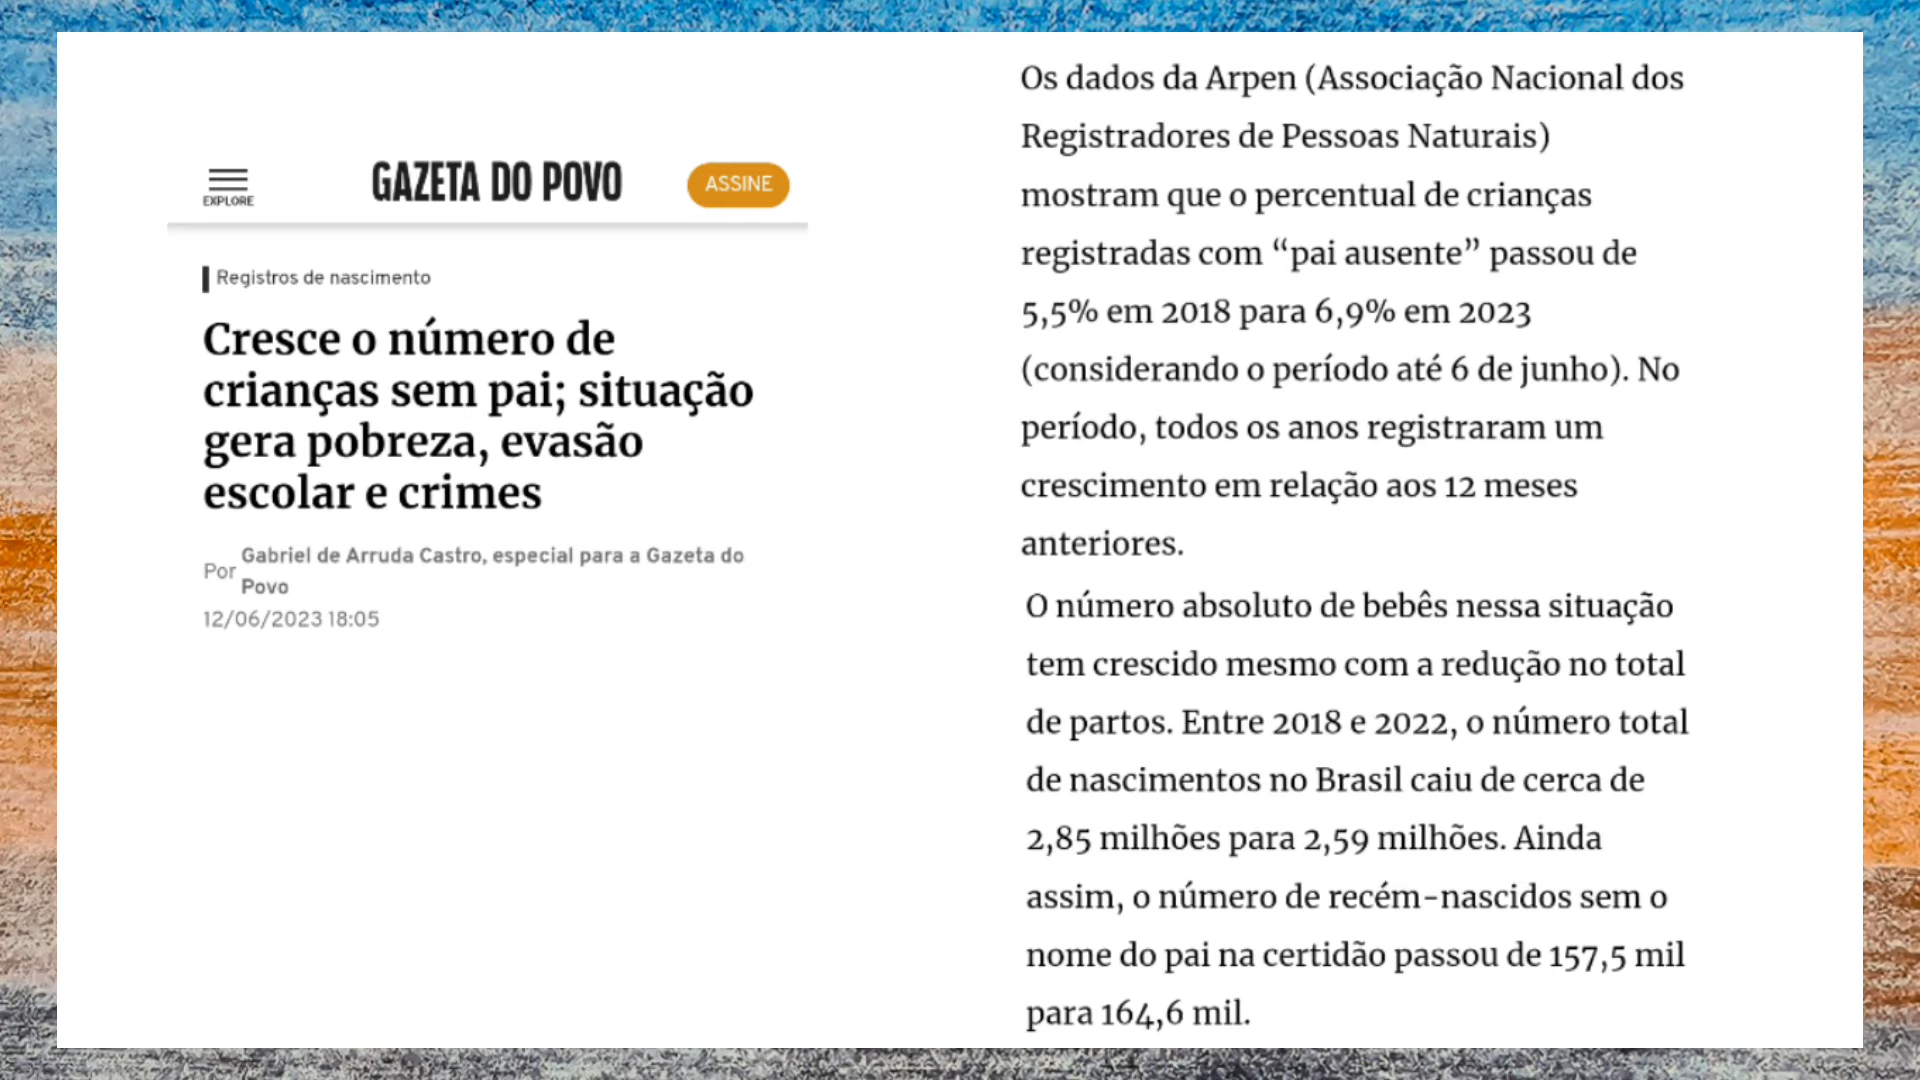 EXPLORE
GAZETA DO POVO
ASSINE
Registros de nascimento
Cresce o número de
crianças sem pai; situação
gera pobreza, evasão
escolar e crimes
Por Gabriel de Arruda Castro, especial para a Gazeta do
Povo
12/06/2023 18:05
Os dados da Arpen (Associação Nacional dos
Registradores de Pessoas Naturais)
mostram que o percentual de crianças
registradas com “pai ausente” passou de
5,5% em 2018 para 6,9% em 2023
(considerando o período até 6 de junho). No
período, todos os anos registraram um
crescimento em relação aos 12 meses
anteriores.
O número absoluto de bebês nessa situação
tem crescido mesmo com a redução no total
de partos. Entre 2018 e 2022, o número total
de nascimentos no Brasil caiu de cerca de
2,85 milhões para 2,59 milhões. Ainda
assim, o número de recém-nascidos sem o
nome do pai na certidão passou de 157,5 mil
para 164,6 mil.